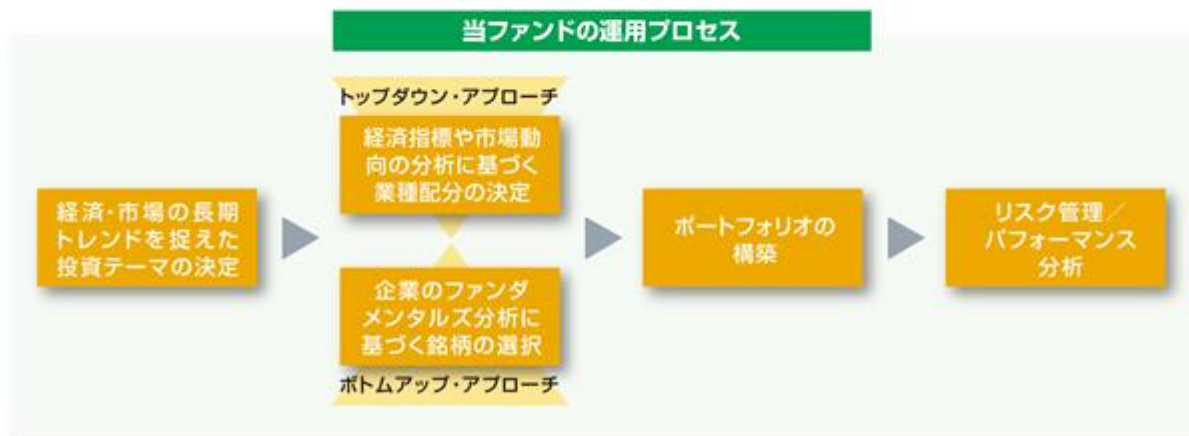 当ファンドの運用プロセス
経済・市場の長期
トレンドを捉えた
投資テーマの決定
トップダウン・アプローチ
経済指標や市場動
向の分析に基づく
業種配分の決定
企業のファンダ
メンタルズ分析に
基づく銘柄の選択
ボトムアップ・アプローチ
ポートフォリオの
構築
リスク管理／
パフォーマンス
分析